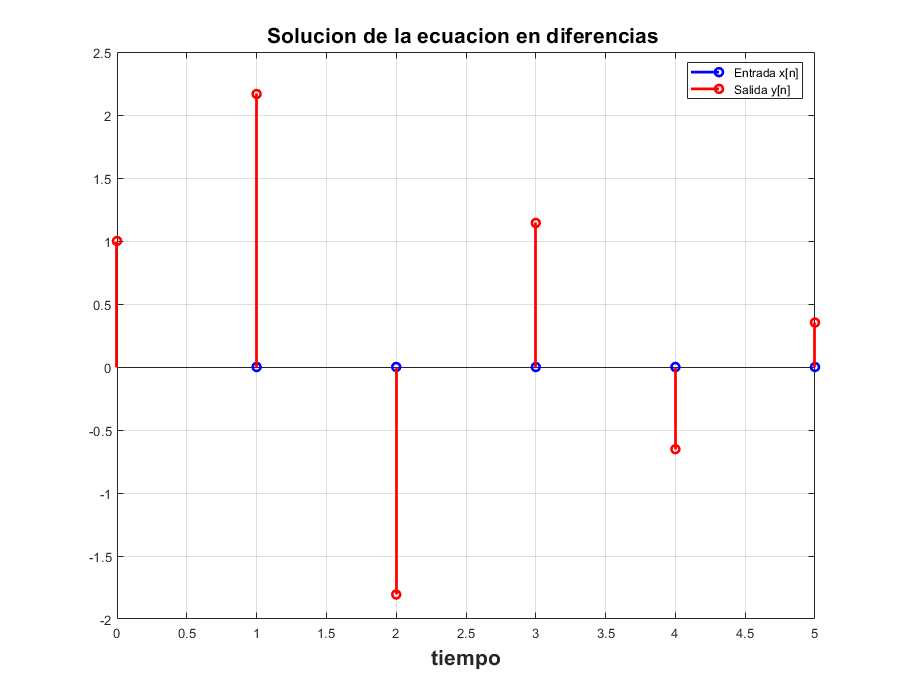 Solucion de la ecuacion en diferencias
Entrada x[n]
Salida y[n]
2.5
2
1.5
1
0.5
0
-0.5
-1
-1.5
-2
0 0.5 1 1.5 2 2.5 3 3.5 4 4.5 5
tiempo